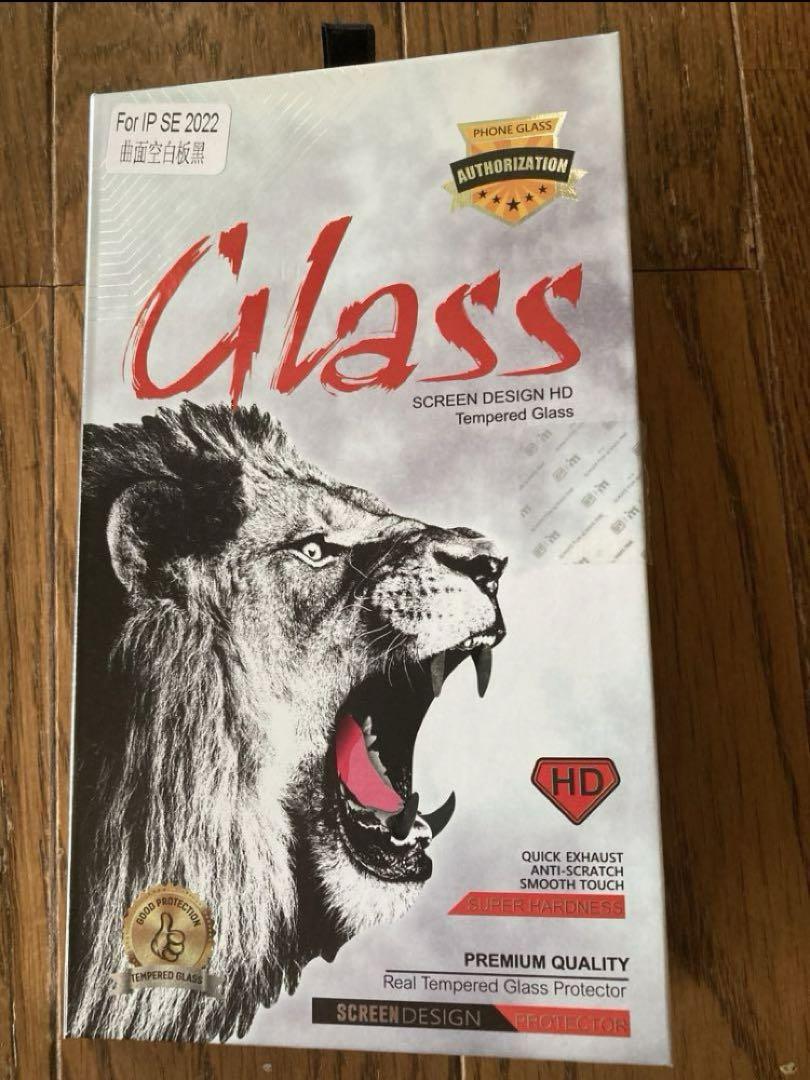 For IP SE 2022
曲面空白板黑
PHONE GLASS
AUTHORIZATION
Glass
SCREEN DESIGN HD
Tempered Glass
HD
QUICK EXHAUST
ANTI-SCRATCH
SMOOTH TOUCH
SUPER HARDNESS
GOOD PROTECTION
TEMPERED GLASS
PREMIUM QUALITY
Real Tempered Glass Protector
SCREEN DESIGN PROTECTOR